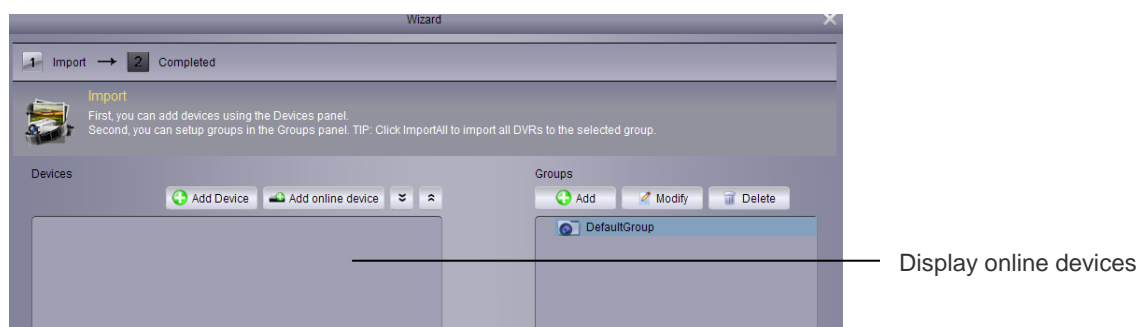 Wizard
1 Import → 2 Completed
Import
First, you can add devices using the Devices panel.
Second, you can setup groups in the Groups panel. TIP: Click ImportAll to import all DVRs to the selected group.
Devices
Groups
Add Device Add online device
Add Modify Delete
DefaultGroup
Display online devices